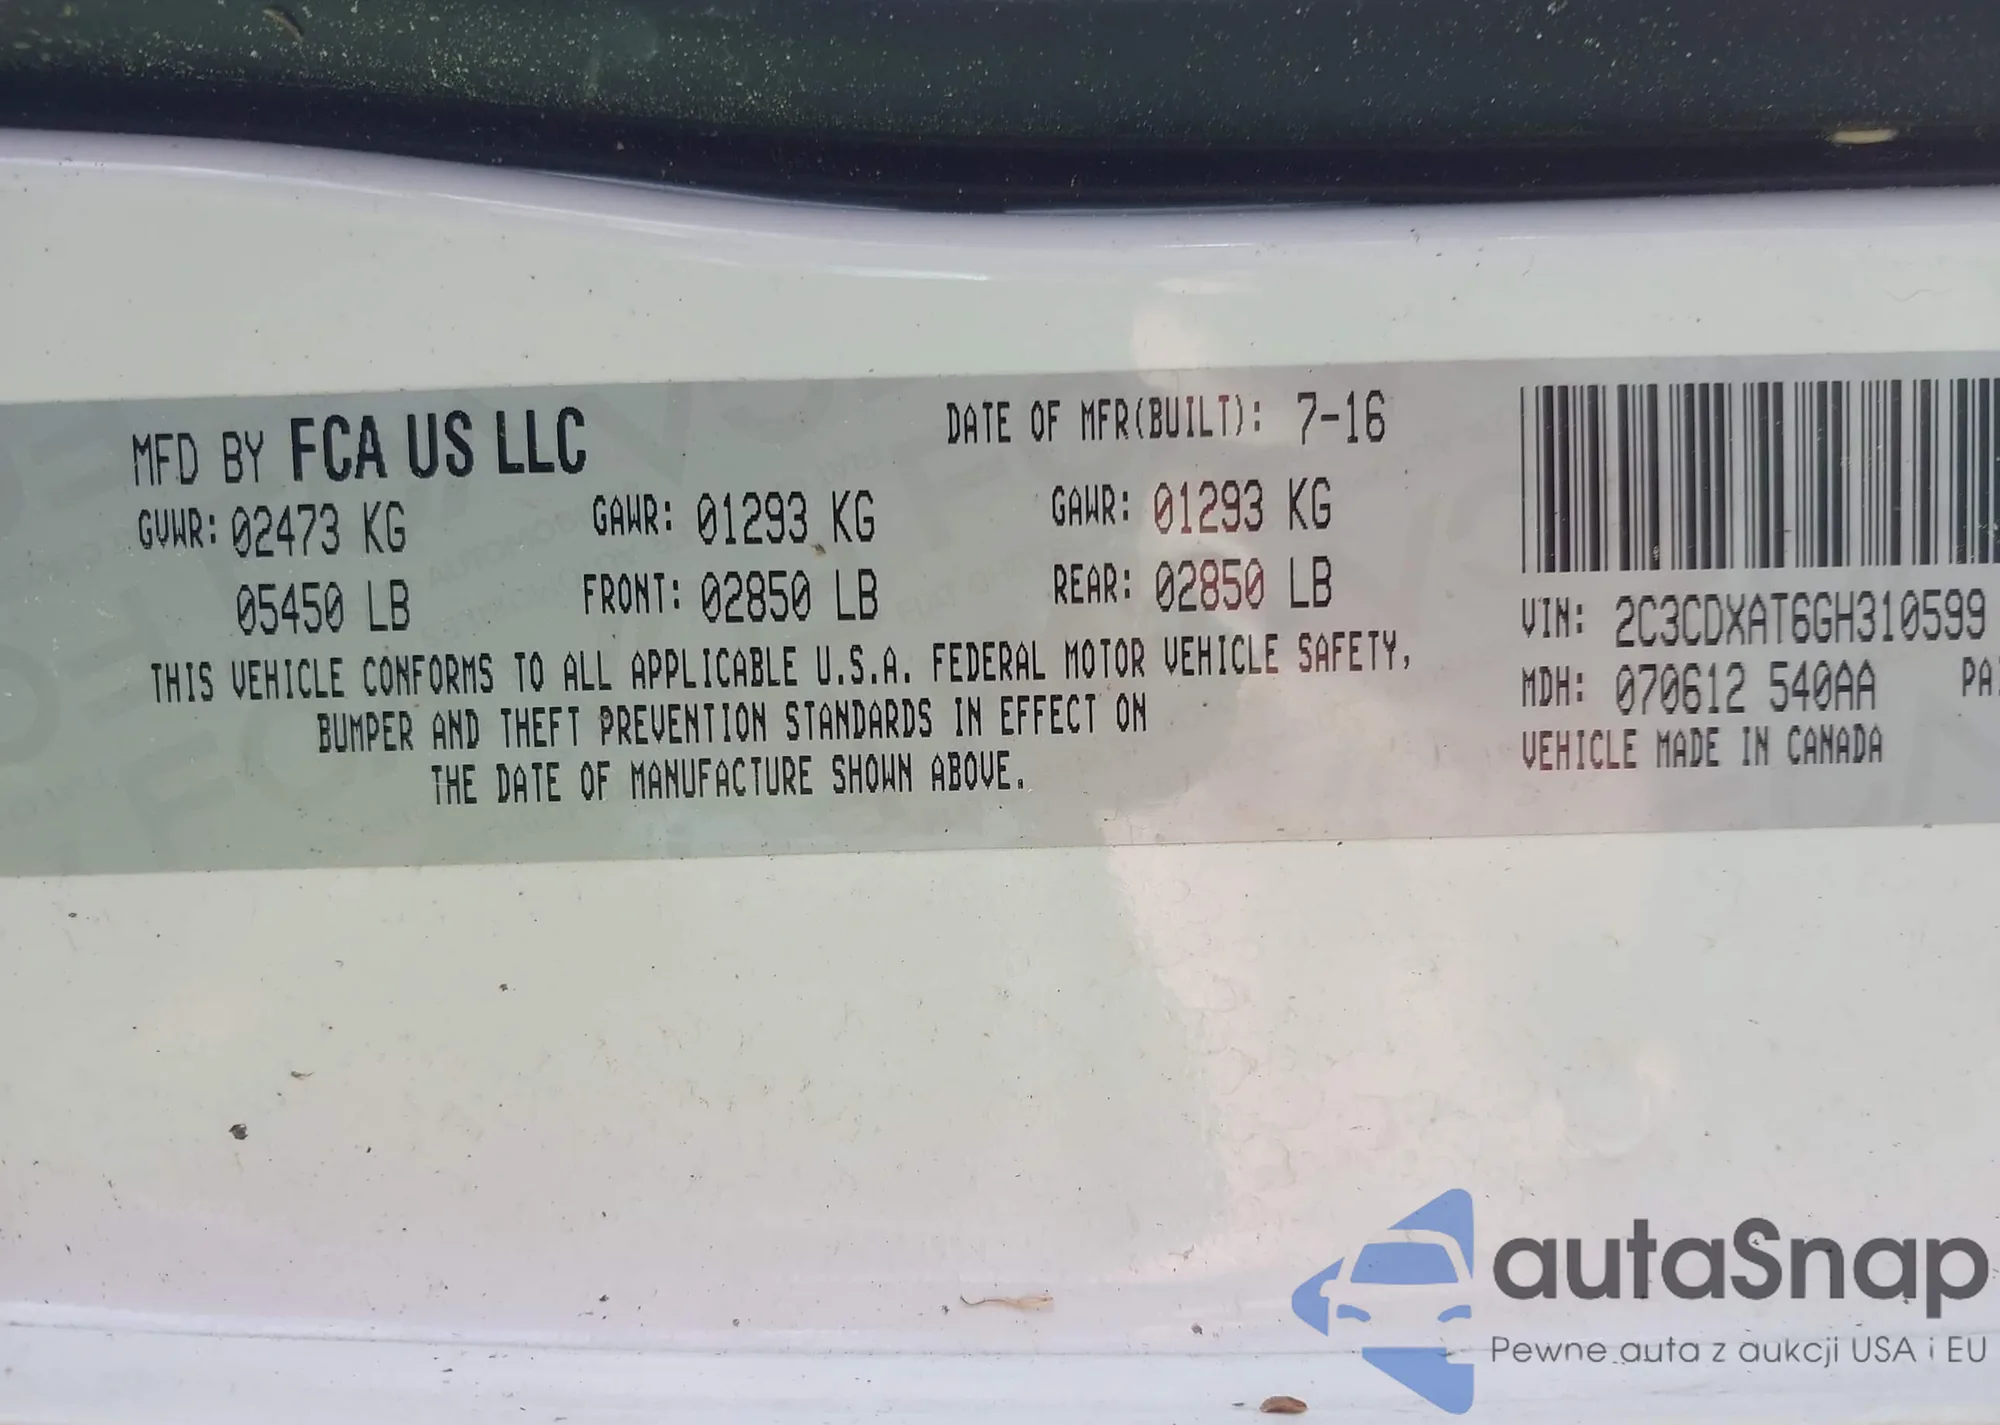 MFD BY FCA US LLC
DATE OF MFR(BUILT): 7-16
GVWR: 02473 KG
GAWR: 01293 KG
GAWR: 01293 KG
05450 LB
FRONT: 02850 LB
REAR: 02850 LB
THIS VEHICLE CONFORMS TO ALL APPLICABLE U.S.A. FEDERAL MOTOR VEHICLE SAFETY,
BUMPER AND THEFT PREVENTION STANDARDS IN EFFECT ON
THE DATE OF MANUFACTURE SHOWN ABOVE.
VIN: 2C3CDXAT6GH310599
MDH: 070612 540AA
VEHICLE MADE IN CANADA
autaSnap
Pewne auta z aukcji USA i EU